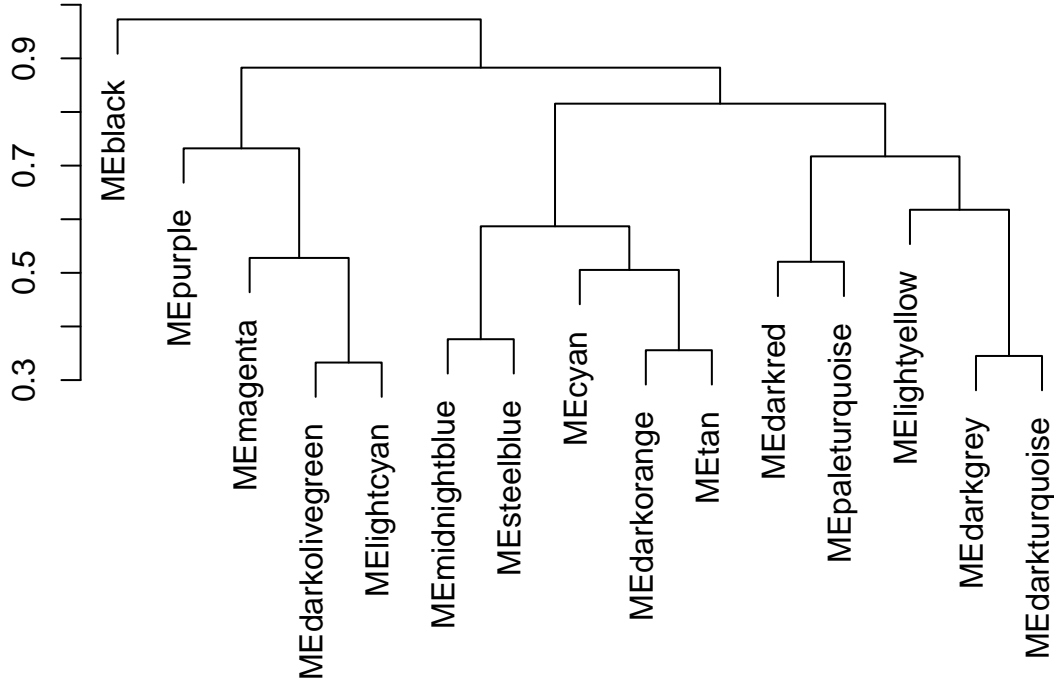 0.9
0.7
0.5
0.3
MEblack
MEpurple
MEmagenta
MEdarkolivegreen
MElightcyan
MEmidnightblue
MEsteelblue
MEcyan
MEdarkorange
MEtan
MEdarkred
MEpaleturquoise
MElightyellow
MEdarkgrey
MEdarkturquoise